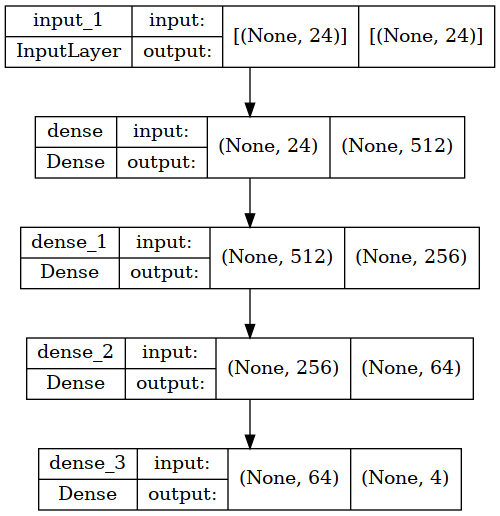 input_1 input: [(None, 24)] [(None, 24)]
InputLayer output:
dense input: (None, 24) (None, 512)
Dense output:
dense_1 input: (None, 512) (None, 256)
Dense output:
dense_2 input: (None, 256) (None, 64)
Dense output:
dense_3 input: (None, 64) (None, 4)
Dense output: